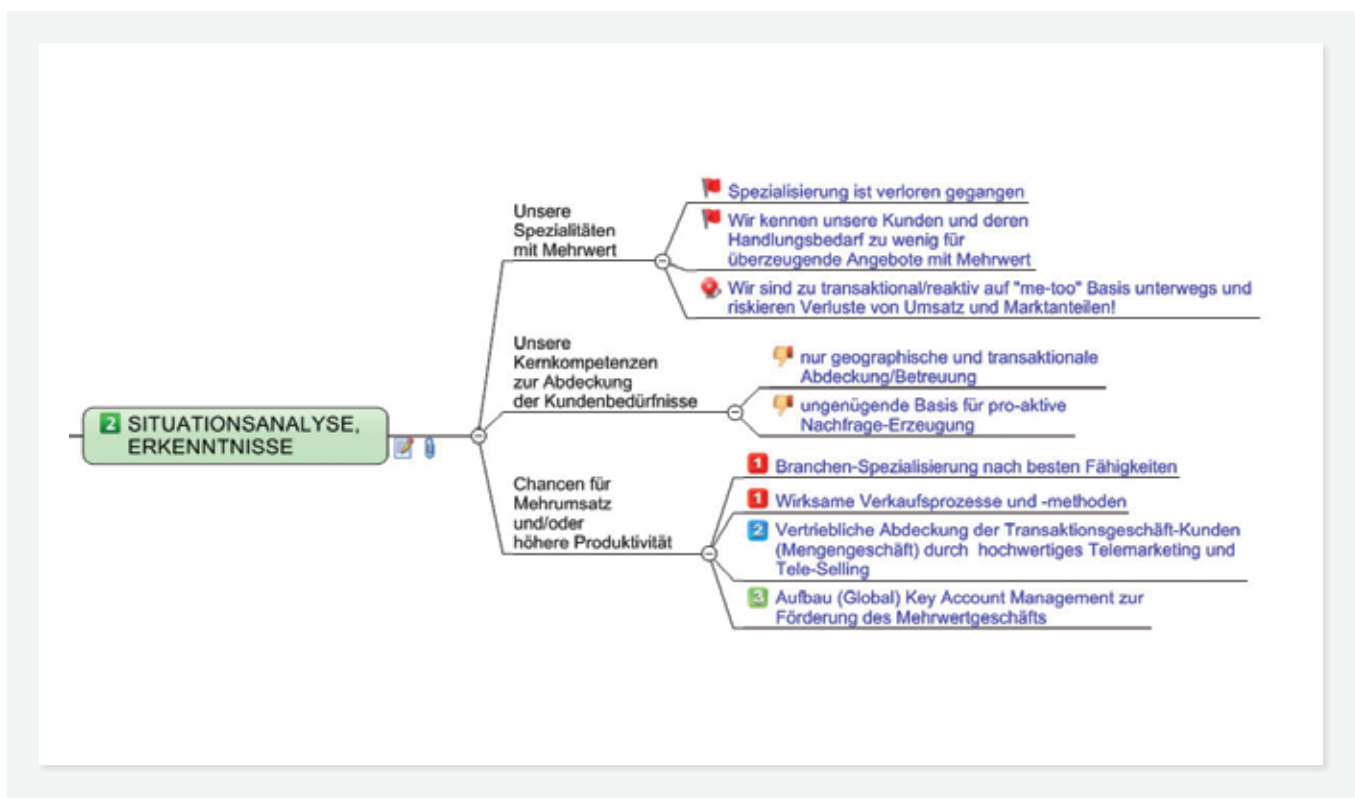 Spezialisierung ist verloren gegangen
Unsere
Spezialitäten
mit Mehrwert
Wir kennen unsere Kunden und deren
Handlungsbedarf zu wenig für
überzeugende Angebote mit Mehrwert
Wir sind zu transaktional/reaktiv auf "me-too" Basis unterwegs und
riskieren Verluste von Umsatz und Marktanteilen!
Unsere
Kernkompetenzen
zur Abdeckung
der Kundenbedürfnisse
nur geographische und transaktionale
Abdeckung/Betreuung
ungenügende Basis für pro-aktive
Nachfrage-Erzeugung
2 SITUATIONSANALYSE,
ERKENNTNISSE
Chancen für
Mehrumsatz
und/oder
höhere Produktivität
1 Branchen-Spezialisierung nach besten Fähigkeiten
1 Wirksame Verkaufsprozesse und -methoden
2 Vertriebliche Abdeckung der Transaktionsgeschäft-Kunden
(Mengengeschäft) durch hochwertiges Telemarketing und
Tele-Selling
3 Aufbau (Global) Key Account Management zur
Förderung des Mehrwertgeschäfts